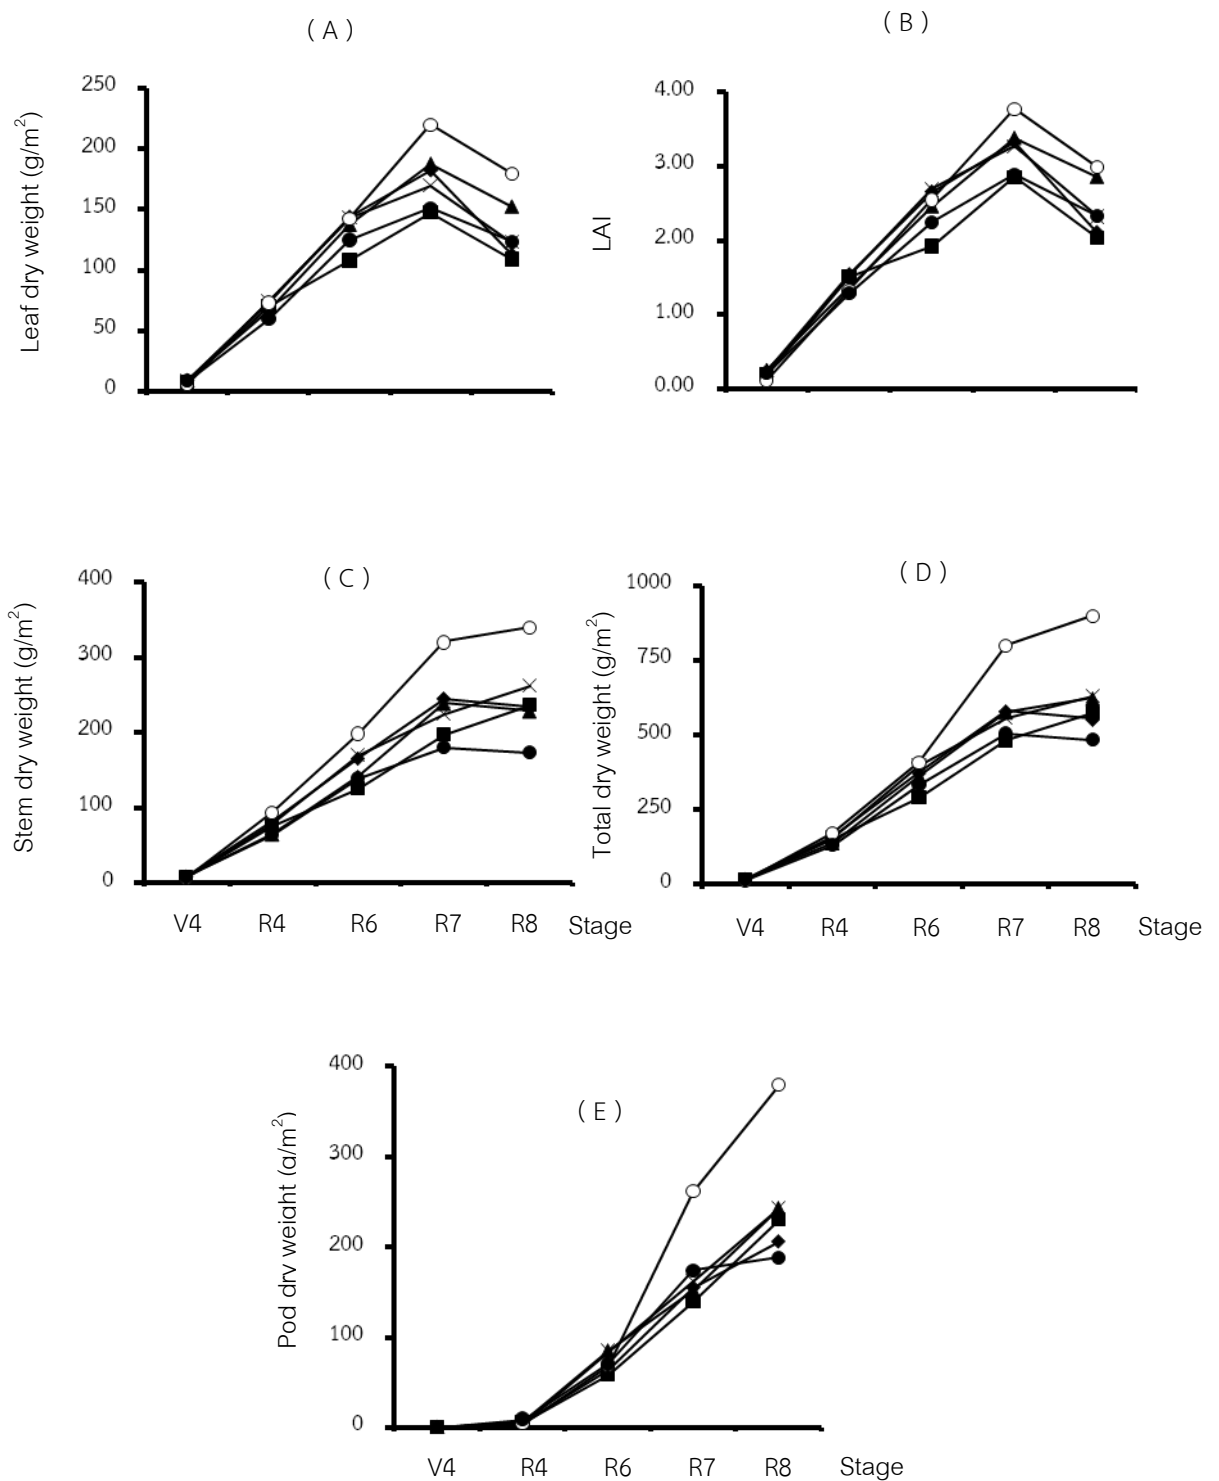 ( A )
( B )
250
200
150
100
50
0
Leaf dry weight (g/m²)
4.00
3.00
2.00
1.00
0.00
LAI
( C )
( D )
400
300
200
100
0
Stem dry weight (g/m²)
V4 R4 R6 R7 R8 Stage
1000
750
500
250
0
Total dry weight (g/m²)
V4 R4 R6 R7 R8 Stage
( E )
400
300
200
100
0
Pod dry weight (g/m²)
V4 R4 R6 R7 R8 Stage